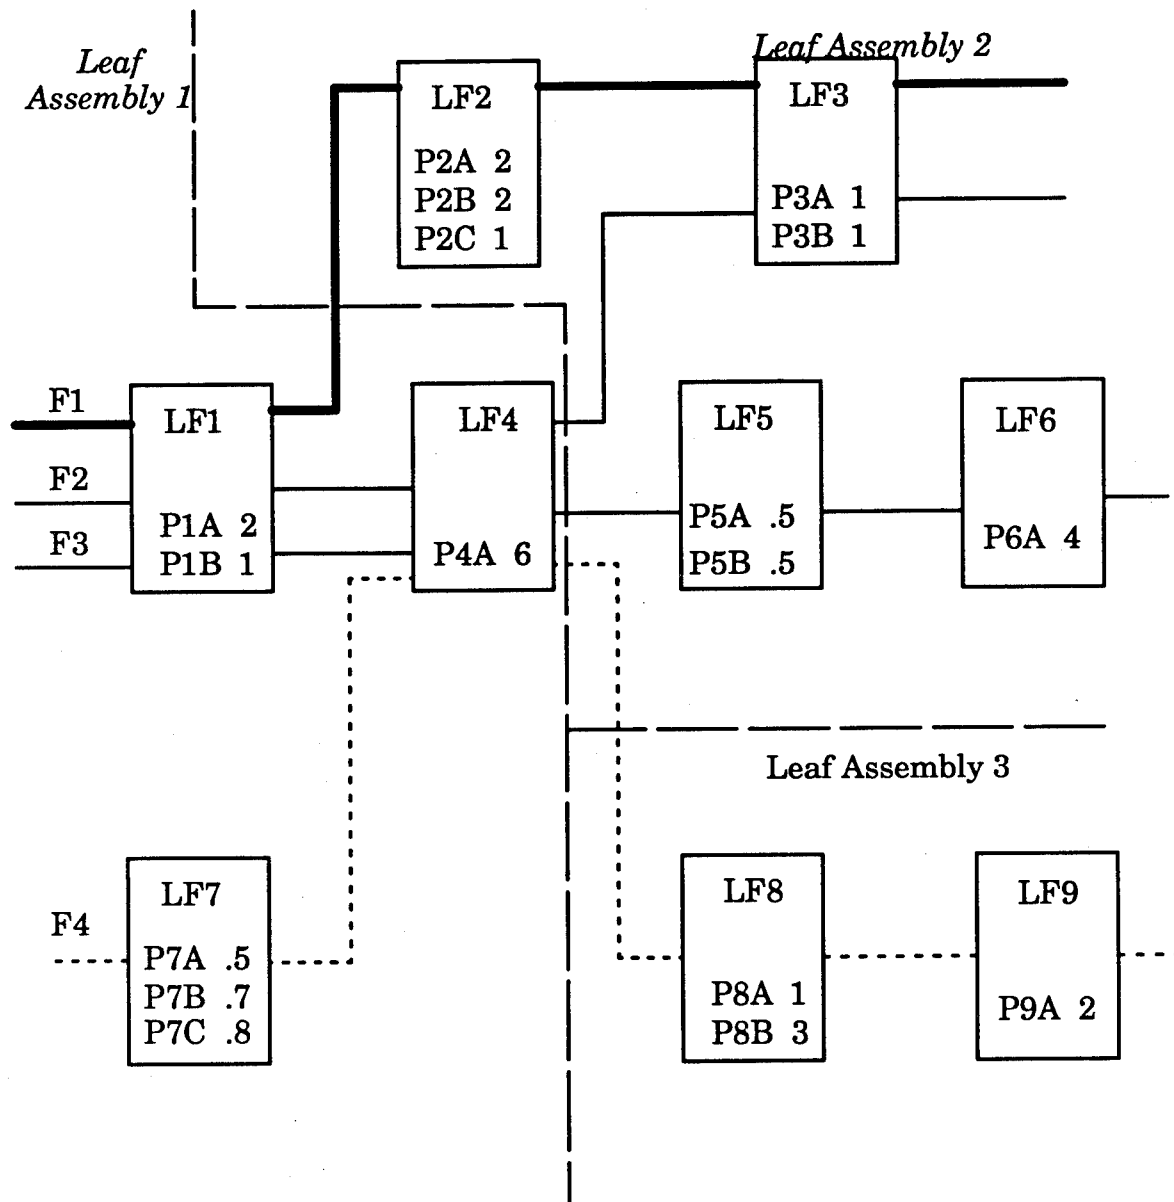 Leaf
Assembly 1
Leaf Assembly 2
LF2
P2A 2
P2B 2
P2C 1
LF3
P3A 1
P3B 1
F1
F2
F3
LF1
P1A 2
P1B 1
LF4
P4A 6
LF5
P5A .5
P5B .5
LF6
P6A 4
Leaf Assembly 3
F4
LF7
P7A .5
P7B .7
P7C .8
LF8
P8A 1
P8B 3
LF9
P9A 2